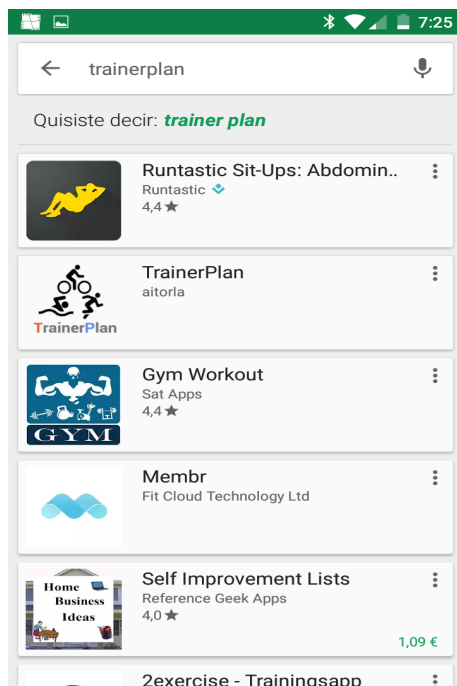 7:25
trainerplan
Quisiste decir: trainer plan
Runtastic Sit-Ups: Abdomin..
Runtastic
4,4★
TrainerPlan
TrainerPlan
aitorla
GYM
Gym Workout
Sat Apps
4,4★
Membr
Fit Cloud Technology Ltd
Home
Business
Ideas
Self Improvement Lists
Reference Geek Apps
4,0★
1,09 €
2exercise - Trainingsapp